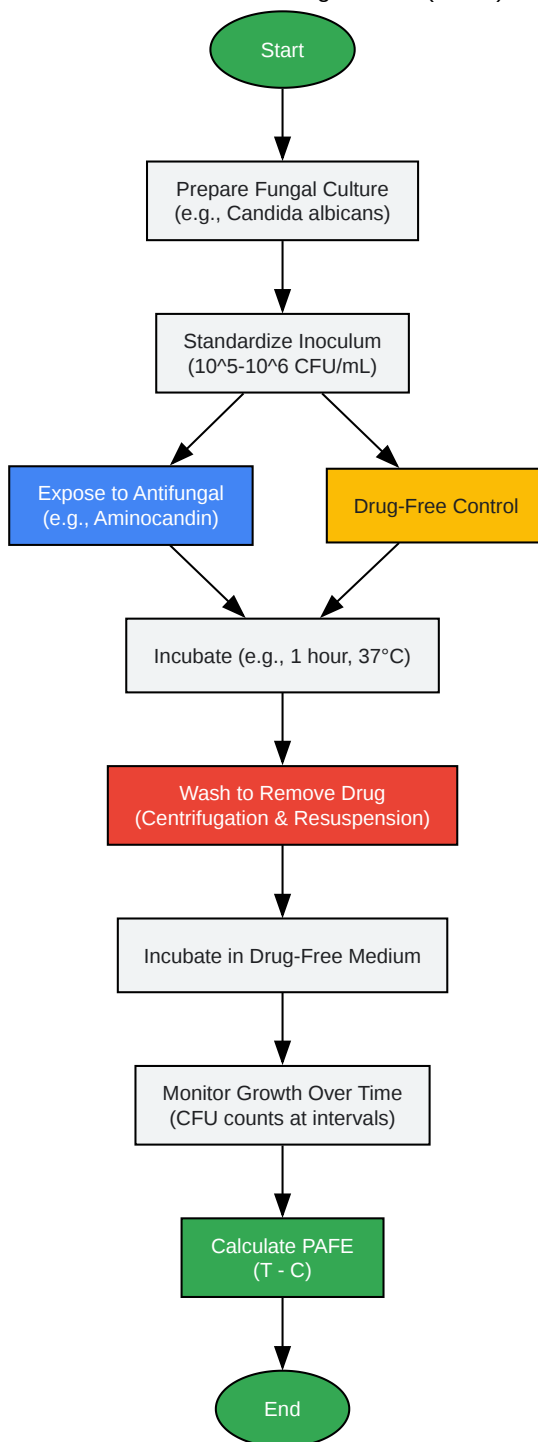 Start
Prepare Fungal Culture
(e.g., Candida albicans)
Standardize Inoculum
(10^5-10^6 CFU/mL)
Expose to Antifungal
(e.g., Aminocandin)
Drug-Free Control
Incubate (e.g., 1 hour, 37°C)
Wash to Remove Drug
(Centrifugation & Resuspension)
Incubate in Drug-Free Medium
Monitor Growth Over Time
(CFU counts at intervals)
Calculate PAFE
(T - C)
End